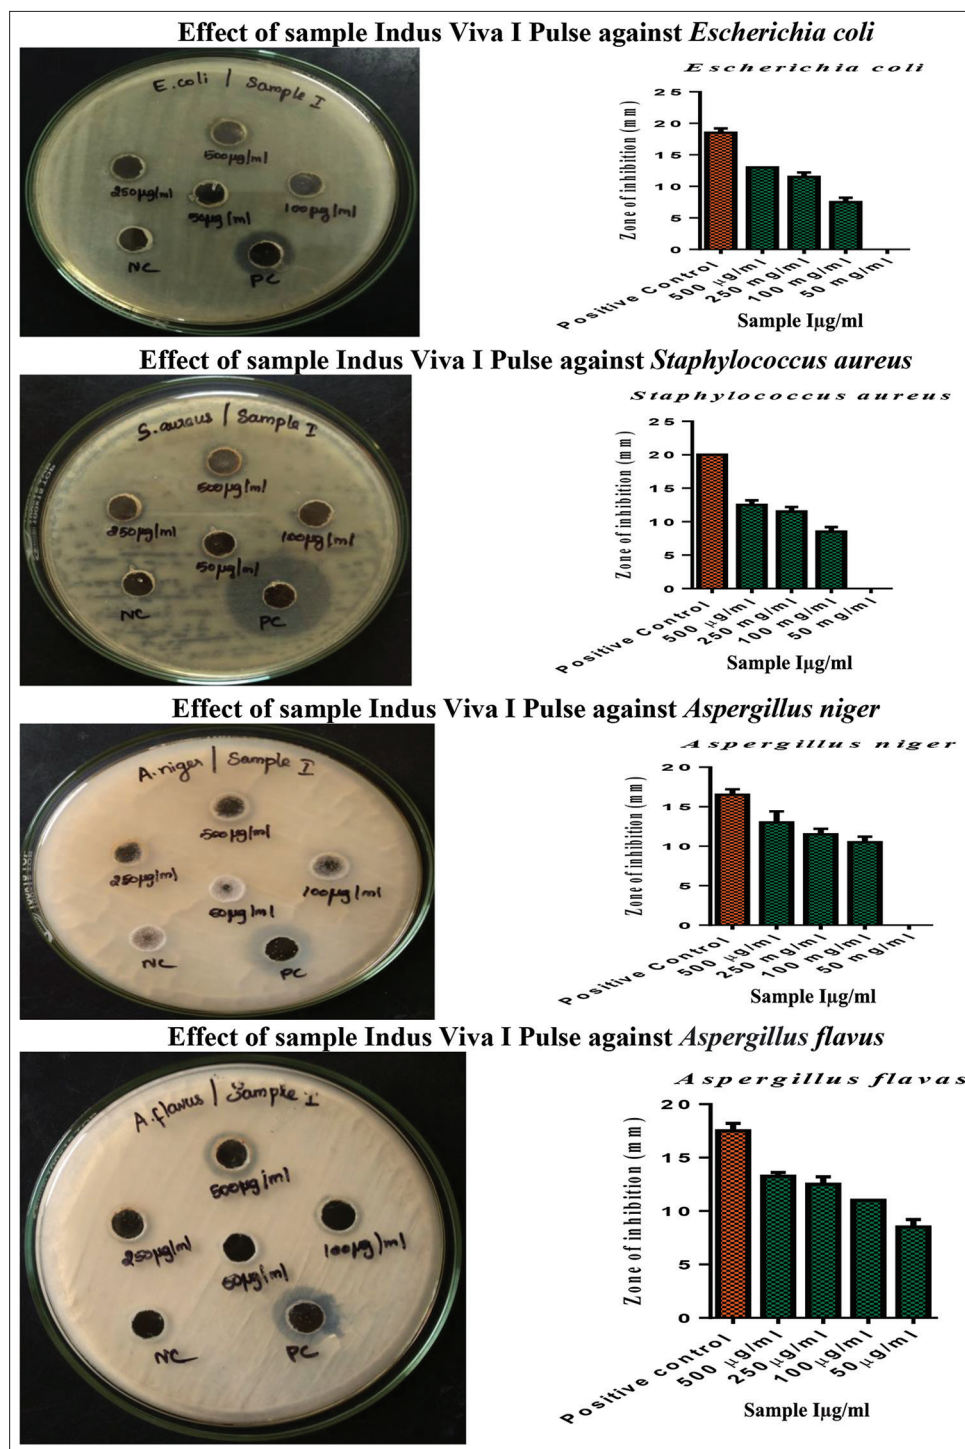 Effect of sample Indus Viva I Pulse against Escherichia coli
E.coli | Sample I
500µg/ml
250µg/ml
50µg/ml
100µg/ml
NC
PC
Escherichia coli
Zone of inhibition (mm)
25
20
15
10
5
0
Positive Control
500 µg/ml
250 mg/ml
100 mg/ml
50 mg/ml
Sample Iµg/ml
Effect of sample Indus Viva I Pulse against Staphylococcus aureus
S.aureus | Sample I
500µg/ml
250µg/ml
100µg/ml
50µg/ml
NC
PC
Staphylococcus aureus
Zone of inhibition (mm)
25
20
15
10
5
0
Positive Control
500 µg/ml
250 mg/ml
100 mg/ml
50 mg/ml
Sample Iµg/ml
Effect of sample Indus Viva I Pulse against Aspergillus niger
A.niger | Sample I
500µg/ml
250µg/ml
100µg/ml
50µg/ml
NC
PC
Aspergillus niger
Zone of inhibition (mm)
20
15
10
5
0
Positive Control
500 µg/ml
250 mg/ml
100 mg/ml
50 mg/ml
Sample Iµg/ml
Effect of sample Indus Viva I Pulse against Aspergillus flavus
A.flavus | Sample I
500µg/ml
250µg/ml
100µg/ml
50µg/ml
NC
PC
Aspergillus flavas
Zone of inhibition (mm)
20
15
10
5
0
Positive control
500 µg/ml
250 µg/ml
100 µg/ml
50 µg/ml
Sample Iµg/ml